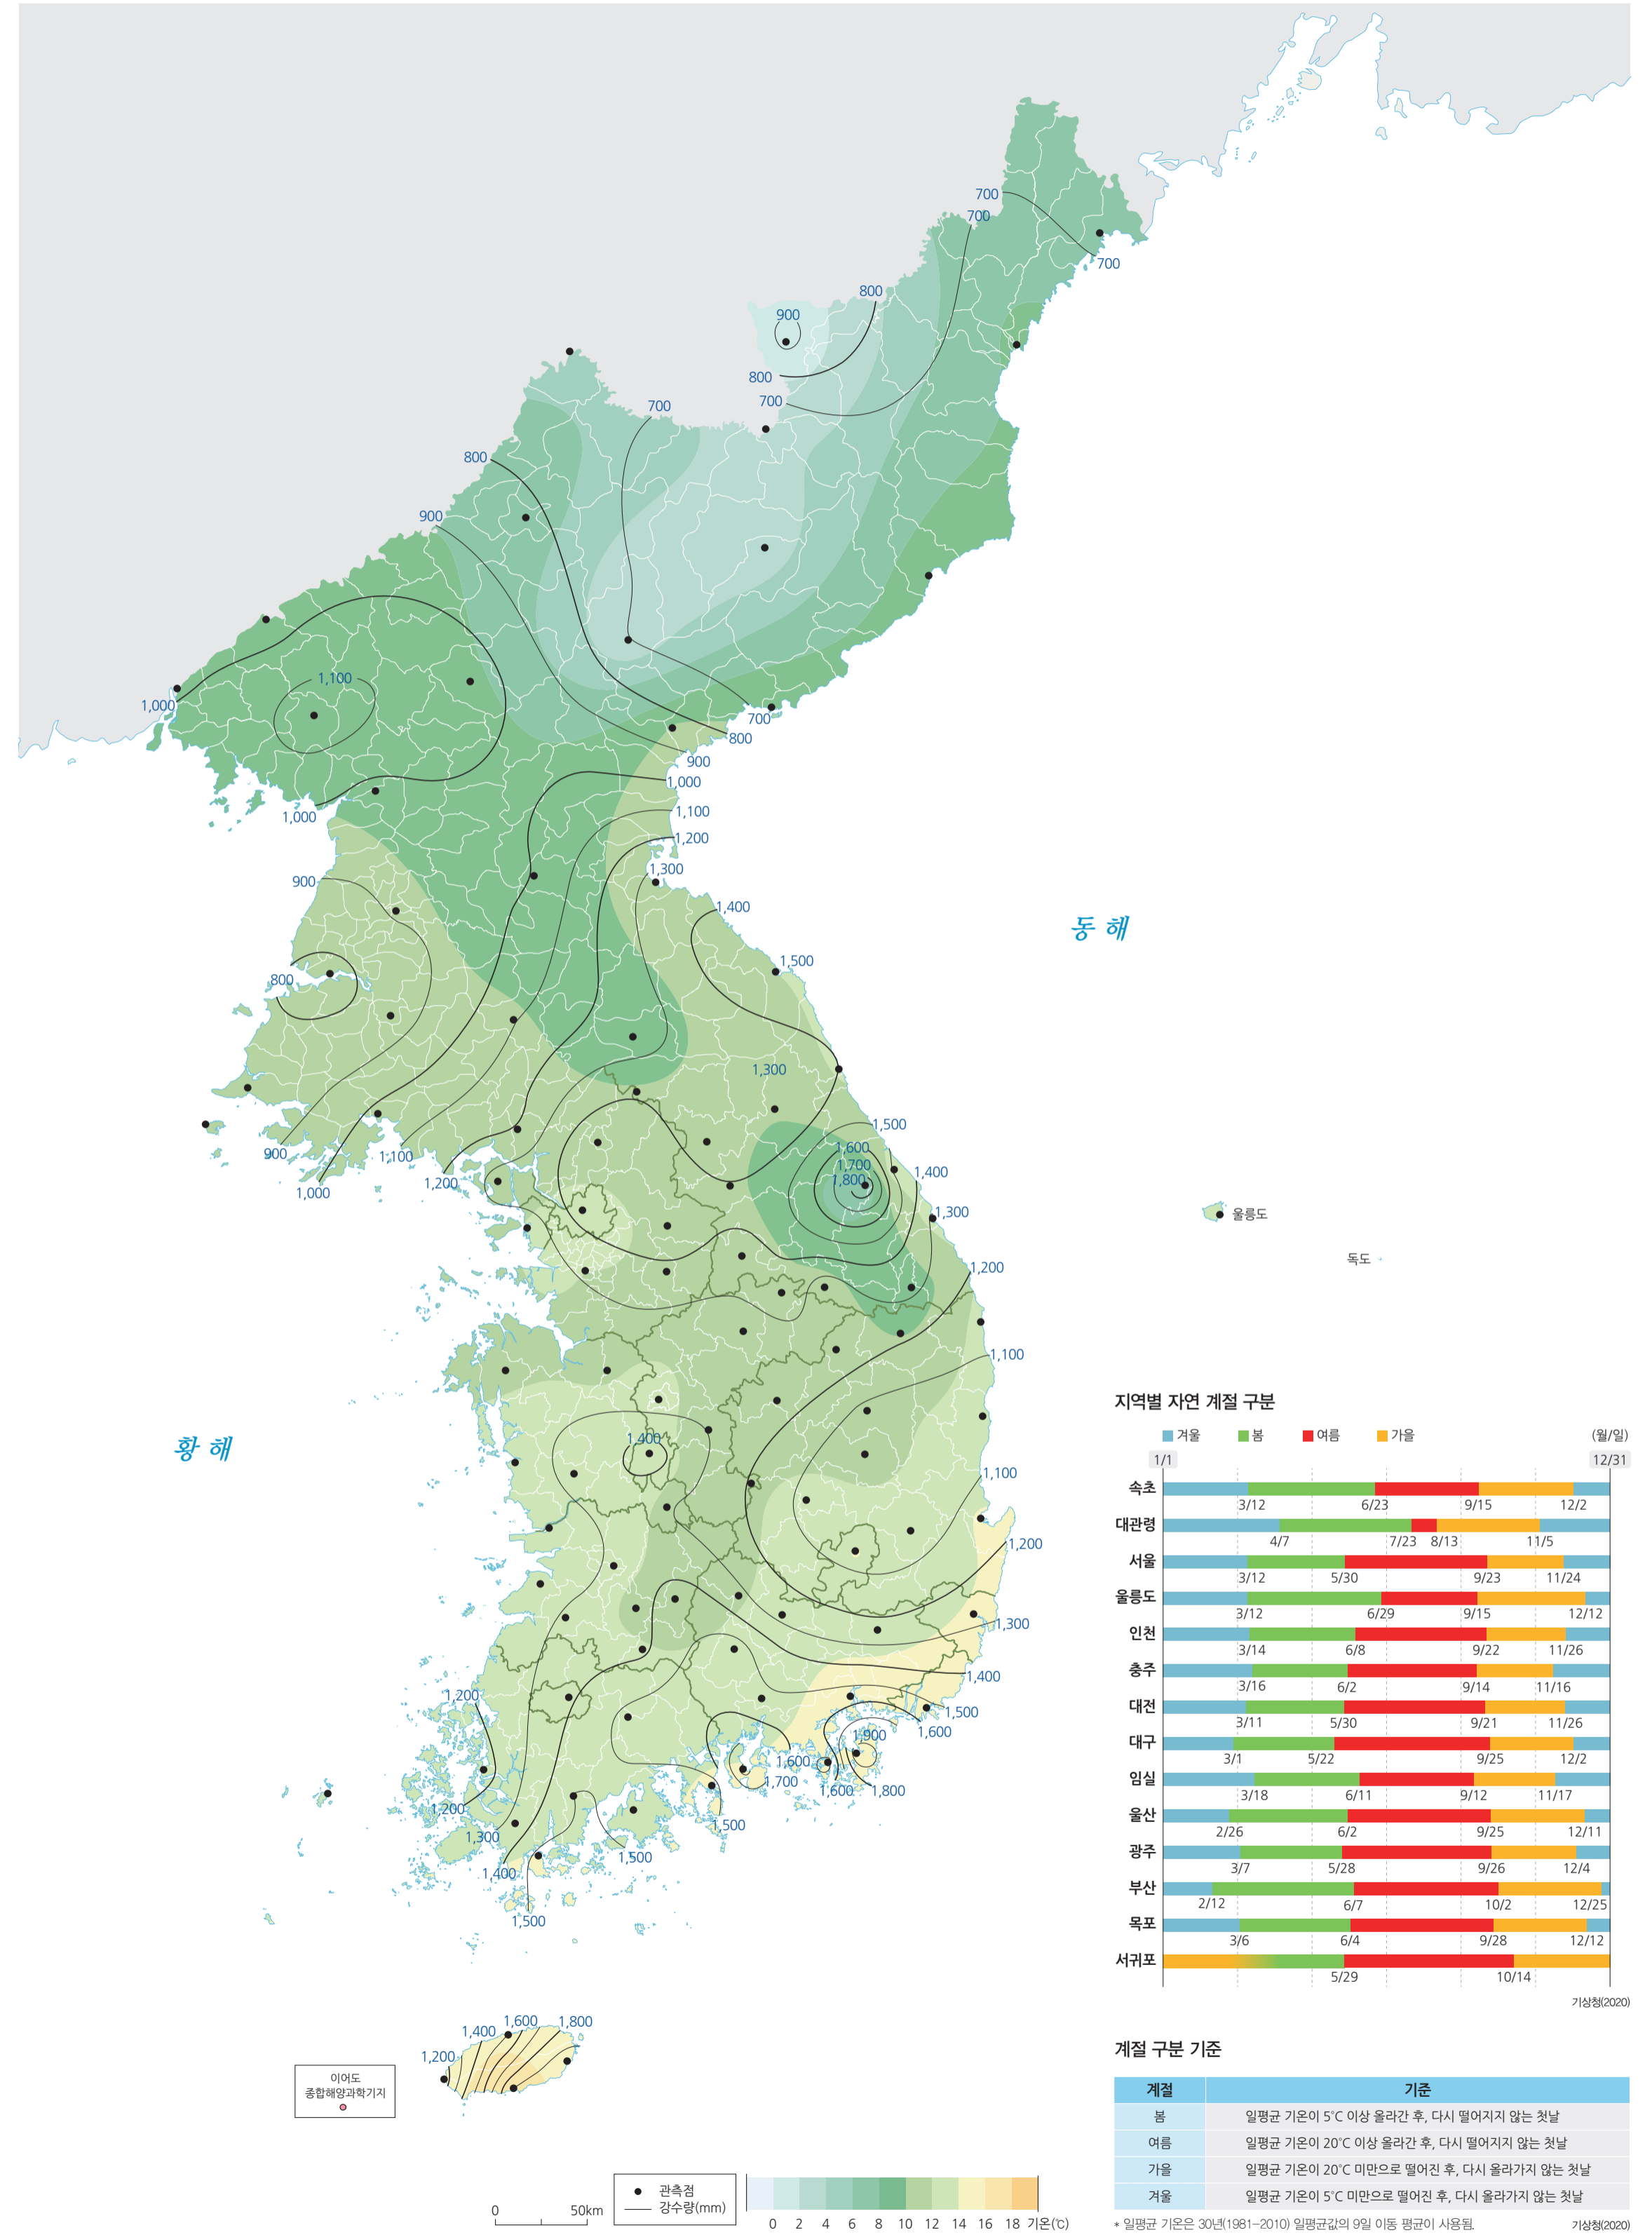 700
700
700
800
900
800
700
700
800
900
1,100
1,000
700
800
900
1,000
1,000
1,100
1,200
1,300
900
1,400
동 해
1,500
800
1,300
1,500
1,600
1,700
1,800
1,400
900
1,100
1,200
1,000
1,300
울릉도
독도
1,200
1,100
황 해
1,400
1,100
1,200
1,300
1,400
1,200
1,500
1,600
1,900
1,600
1,700
1,600
1,800
1,200
1,500
1,300
1,500
1,400
1,500
1,800
1,600
1,400
1,200
이어도
종합해양과학기지
관측점
강수량(mm)
0 50km
0 2 4 6 8 10 12 14 16 18 기온(℃)
지역별 자연 계절 구분
겨울 봄 여름 가을 (월/일)
1/1 12/31
속초
3/12 6/23 9/15 12/2
대관령
4/7 7/23 8/13 11/5
서울
3/12 5/30 9/23 11/24
울릉도
3/12 6/29 9/15 12/12
인천
3/14 6/8 9/22 11/26
충주
3/16 6/2 9/14 11/16
대전
3/11 5/30 9/21 11/26
대구
3/1 5/22 9/25 12/2
임실
3/18 6/11 9/12 11/17
울산
2/26 6/2 9/25 12/11
광주
3/7 5/28 9/26 12/4
부산
2/12 6/7 10/2 12/25
목포
3/6 6/4 9/28 12/12
서귀포
5/29 10/14
기상청(2020)
계절 구분 기준
계절 기준
봄 일평균 기온이 5℃ 이상 올라간 후, 다시 떨어지지 않는 첫날
여름 일평균 기온이 20℃ 이상 올라간 후, 다시 떨어지지 않는 첫날
가을 일평균 기온이 20℃ 미만으로 떨어진 후, 다시 올라가지 않는 첫날
겨울 일평균 기온이 5℃ 미만으로 떨어진 후, 다시 올라가지 않는 첫날
* 일평균 기온은 30년(1981-2010) 일평균값의 9일 이동 평균이 사용됨. 기상청(2020)